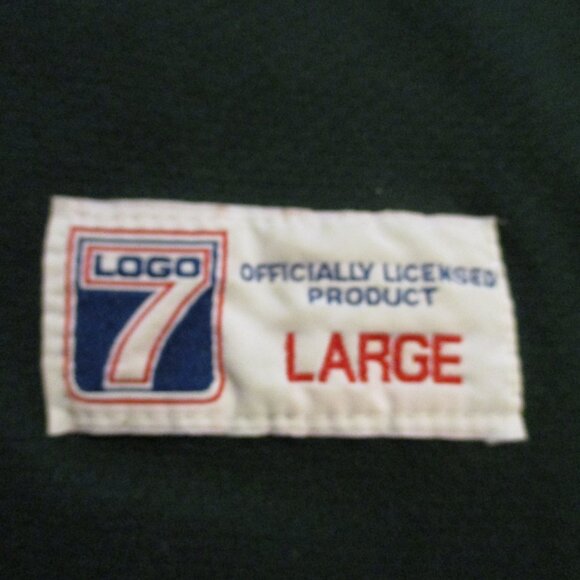 LOGO
7
OFFICIALLY LICENSED
PRODUCT
LARGE